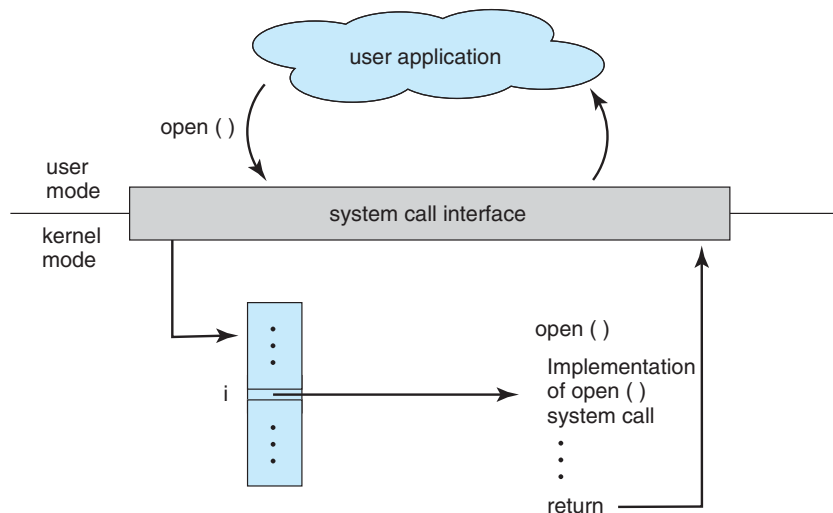 user application
open ( )
user
mode
system call interface
kernel
mode
open ( )
i
Implementation
of open ( )
system call
return